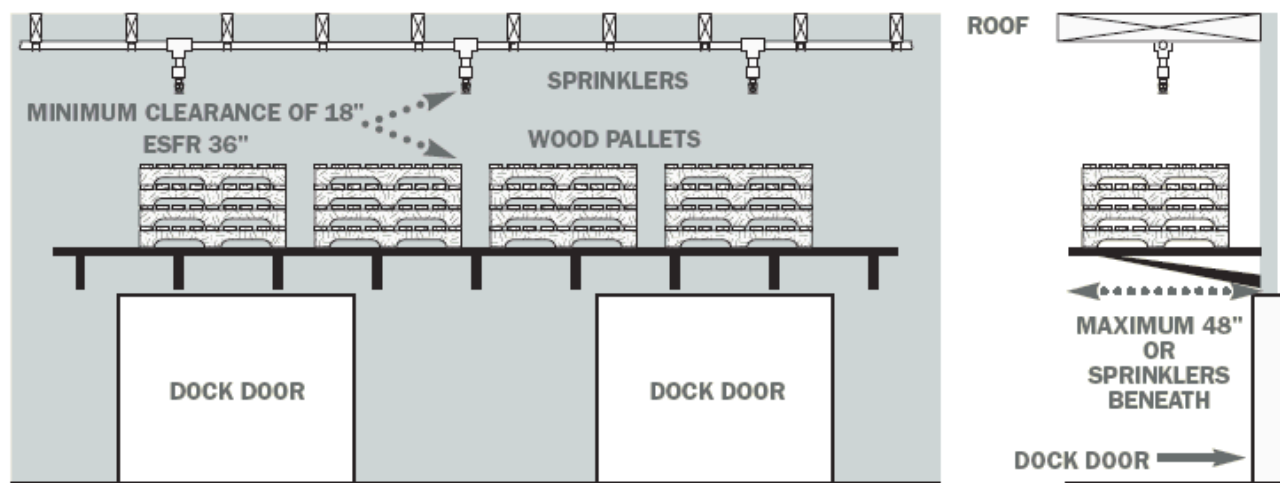 SPRINKLERS
MINIMUM CLEARANCE OF 18"
ESFR 36"
WOOD PALLETS
DOCK DOOR
DOCK DOOR
ROOF
MAXIMUM 48"
OR
SPRINKLERS
BENEATH
DOCK DOOR